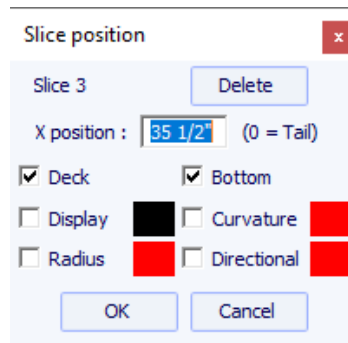 Slice position x
Slice 3 Delete
X position : 35 1/2" (0 = Tail)
Deck Bottom
Display Curvature
Radius Directional
OK Cancel